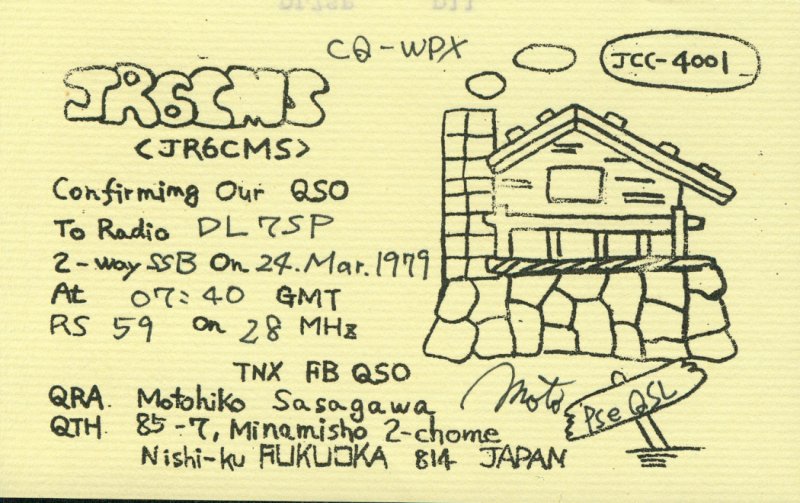 CQ-WPX
JCC-4001
JR6CMS
<JR6CMS>
Confirming Our QSO
To Radio DL7SP
2-way SSB On 24. Mar. 1979
At 07:40 GMT
RS 59 on 28 MHz
TNX FB QSO
QRA. Motohiko Sasagawa
Moto
Pse QSL
QTH. 85-7, Minamisho 2-chome
Nishi-ku FUKUOKA 814 JAPAN